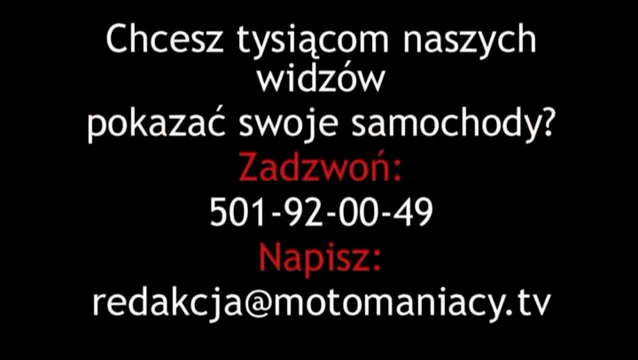 Chcesz tysiącom naszych
widzów
pokazać swoje samochody?
Zadzwoń:
501-92-00-49
Napisz:
redakcja@motomaniacy.tv